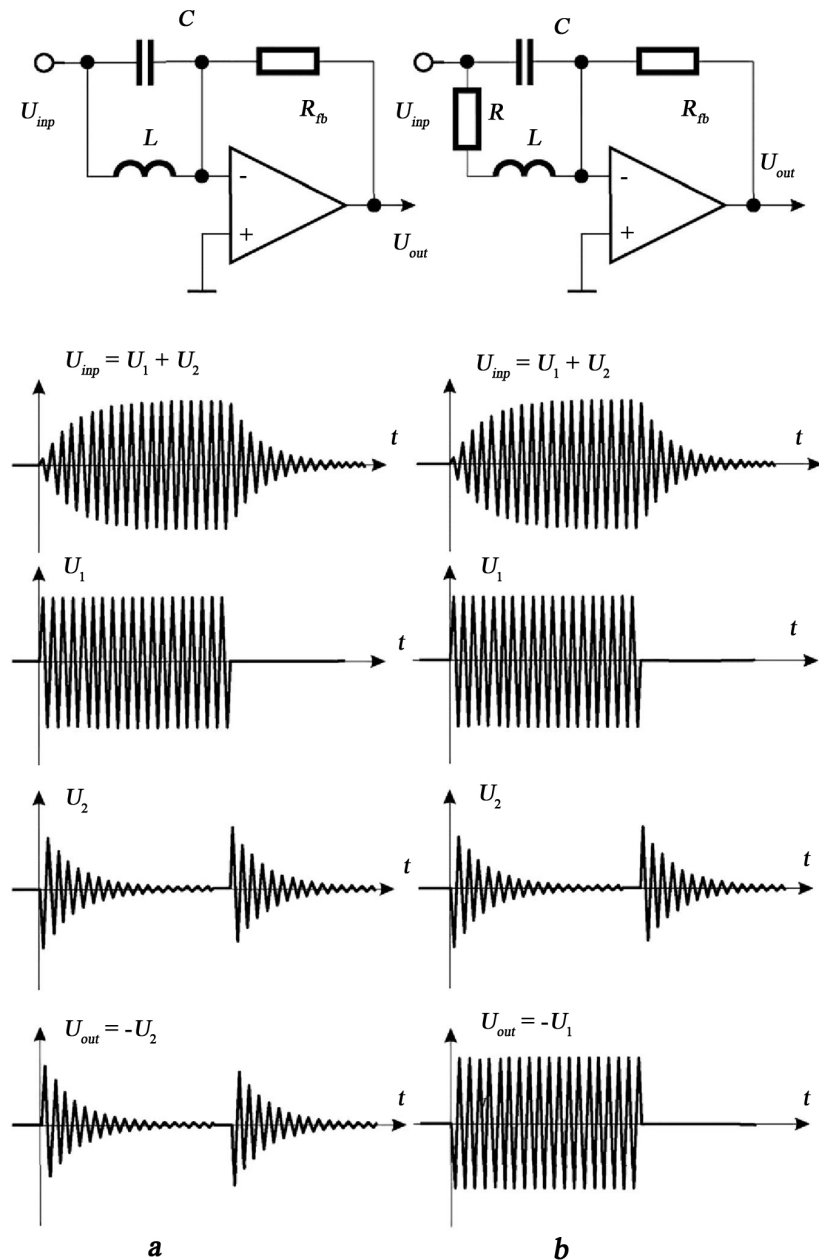 C
C
U_inp
L
R_fb
-
+
U_out
U_inp
R
L
R_fb
-
+
U_out
U_inp = U_1 + U_2
t
U_inp = U_1 + U_2
t
U_1
t
U_1
t
U_2
t
U_2
t
U_out = -U_2
t
U_out = -U_1
t
a
b